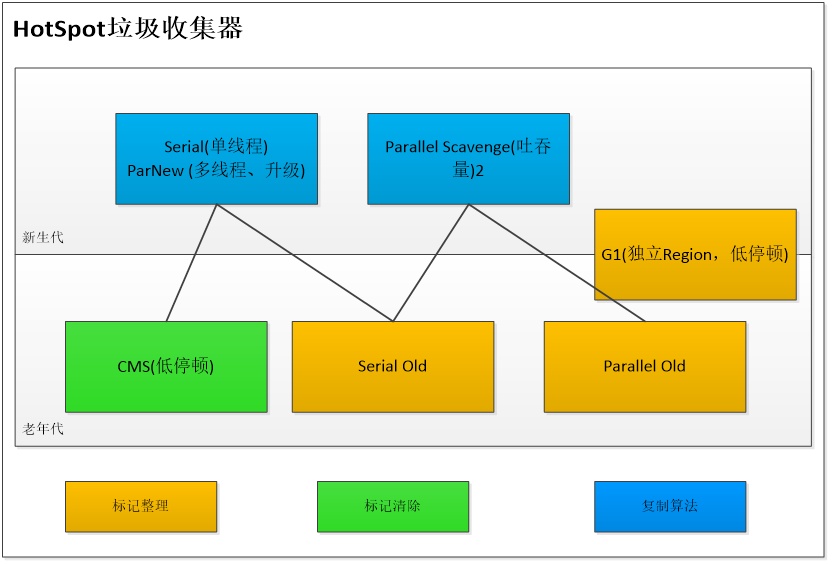 HotSpot垃圾收集器
Serial(单线程)
ParNew (多线程、升级)
Parallel Scavenge(吐吞
量)2
新生代
G1(独立Region，低停顿)
CMS(低停顿)
Serial Old
Parallel Old
老年代
标记整理
标记清除
复制算法